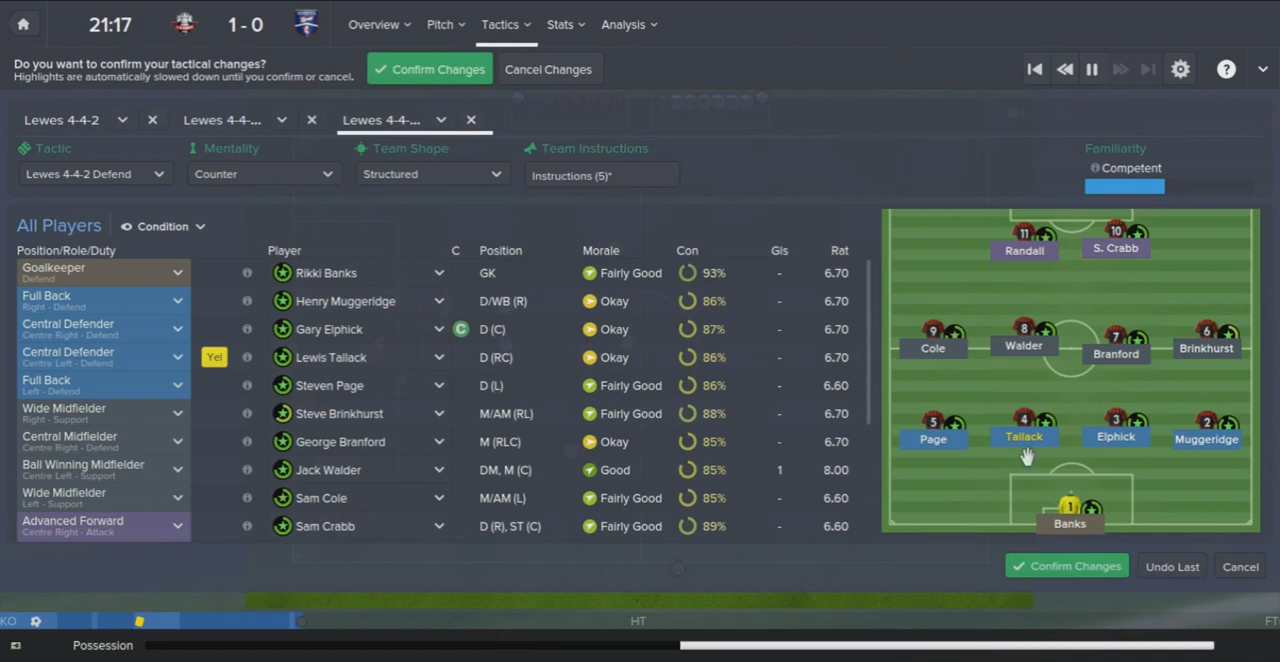 21:17 1 - 0 Overview Pitch Tactics Stats Analysis
Do you want to confirm your tactical changes?
Highlights are automatically slowed down until you confirm or cancel.
Confirm Changes Cancel Changes ?
Lewes 4-4-2 Lewes 4-4-... Lewes 4-4-...
Tactic Mentality Team Shape Team Instructions Familiarity
Lewes 4-4-2 Defend Counter Structured Instructions (5)* Competent
All Players Condition
Position/Role/Duty Player C Position Morale Con Gls Rat
Goalkeeper Rikki Banks GK Fairly Good 93% - 6.70
Defend
Full Back Henry Muggeridge D/WB (R) Okay 86% - 6.70
Right - Defend
Central Defender Gary Elphick C D (C) Okay 87% - 6.70
Centre Right - Defend
Central Defender Yel Lewis Tallack D (RC) Okay 86% - 6.70
Centre Left - Defend
Full Back Steven Page D (L) Fairly Good 86% - 6.60
Left - Defend
Wide Midfielder Steve Brinkhurst M/AM (RL) Fairly Good 88% - 6.70
Right - Support
Central Midfielder George Branford M (RLC) Okay 85% - 6.70
Centre Right - Defend
Ball Winning Midfielder Jack Walder DM, M (C) Good 85% 1 8.00
Centre Left - Support
Wide Midfielder Sam Cole M/AM (L) Fairly Good 85% - 6.60
Left - Support
Advanced Forward Sam Crabb D (R), ST (C) Fairly Good 89% - 6.60
Centre Right - Attack
11 10
Randall S. Crabb
9 8 7 6
Cole Walder Branford Brinkhurst
5 4 3 2
Page Tallack Elphick Muggeridge
1
Banks
Confirm Changes Undo Last Cancel
KO HT FT
Possession